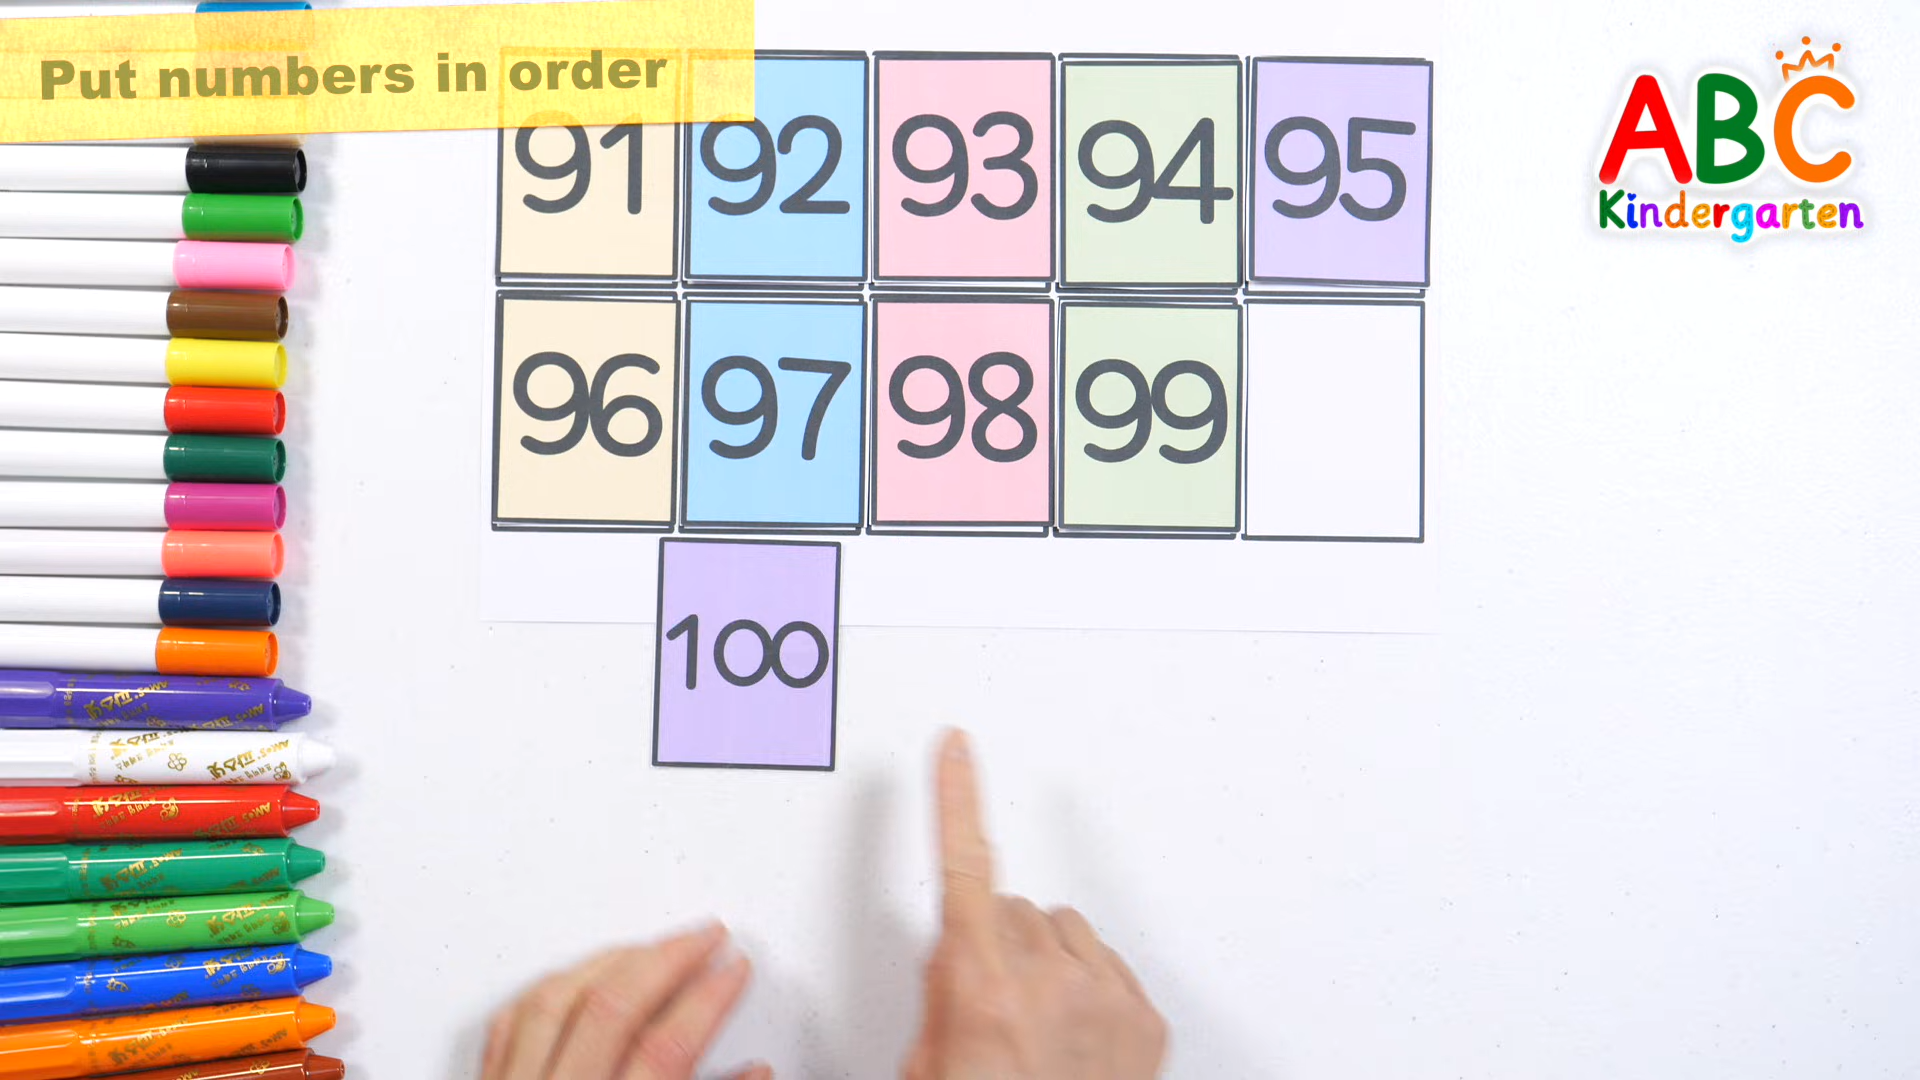 Put numbers in order
91 92 93 94 95
96 97 98 99
100
ABC
Kindergarten